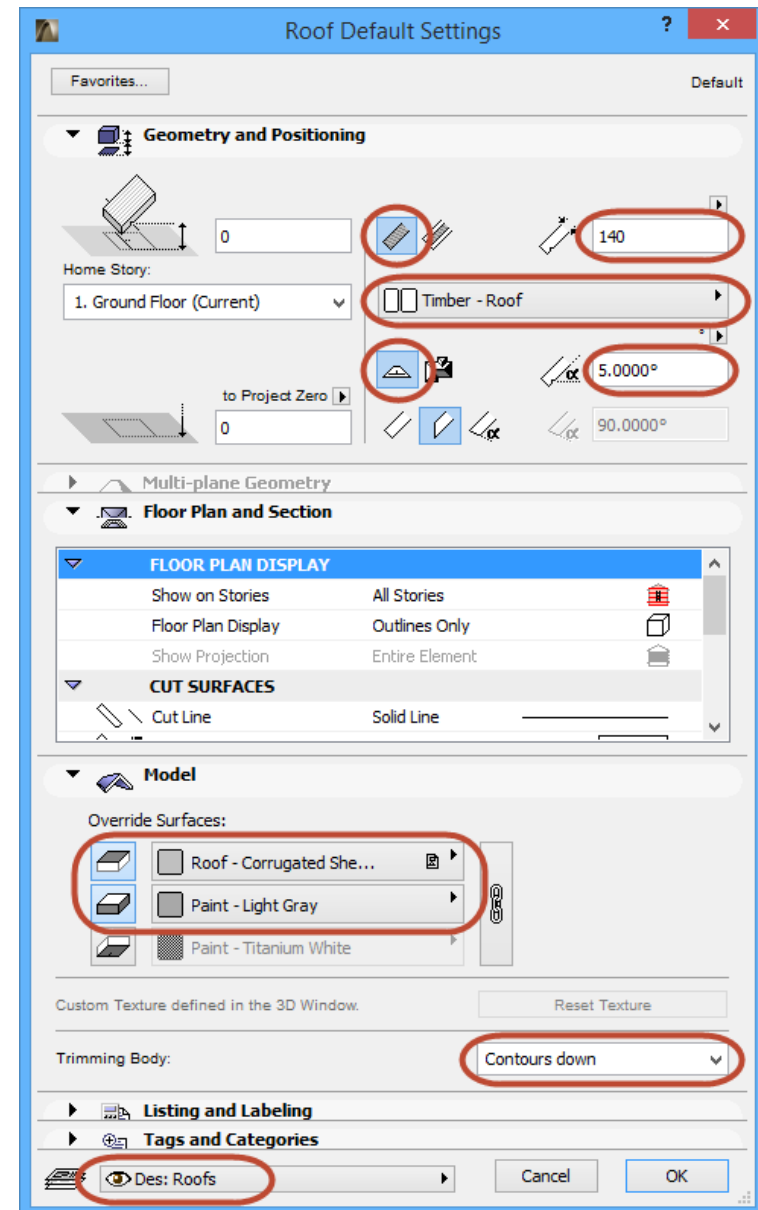 Roof Default Settings
?
×
Favorites...
Default
Geometry and Positioning
0
140
Home Story:
1. Ground Floor (Current)
Timber - Roof
°
α
5.0000°
to Project Zero
0
α
α
90.0000°
Multi-plane Geometry
Floor Plan and Section
FLOOR PLAN DISPLAY
Show on Stories All Stories
Floor Plan Display Outlines Only
Show Projection Entire Element
CUT SURFACES
Cut Line Solid Line
Model
Override Surfaces:
Roof - Corrugated She...
Paint - Light Gray
Paint - Titanium White
Custom Texture defined in the 3D Window. Reset Texture
Trimming Body: Contours down
Listing and Labeling
Tags and Categories
Des: Roofs Cancel OK